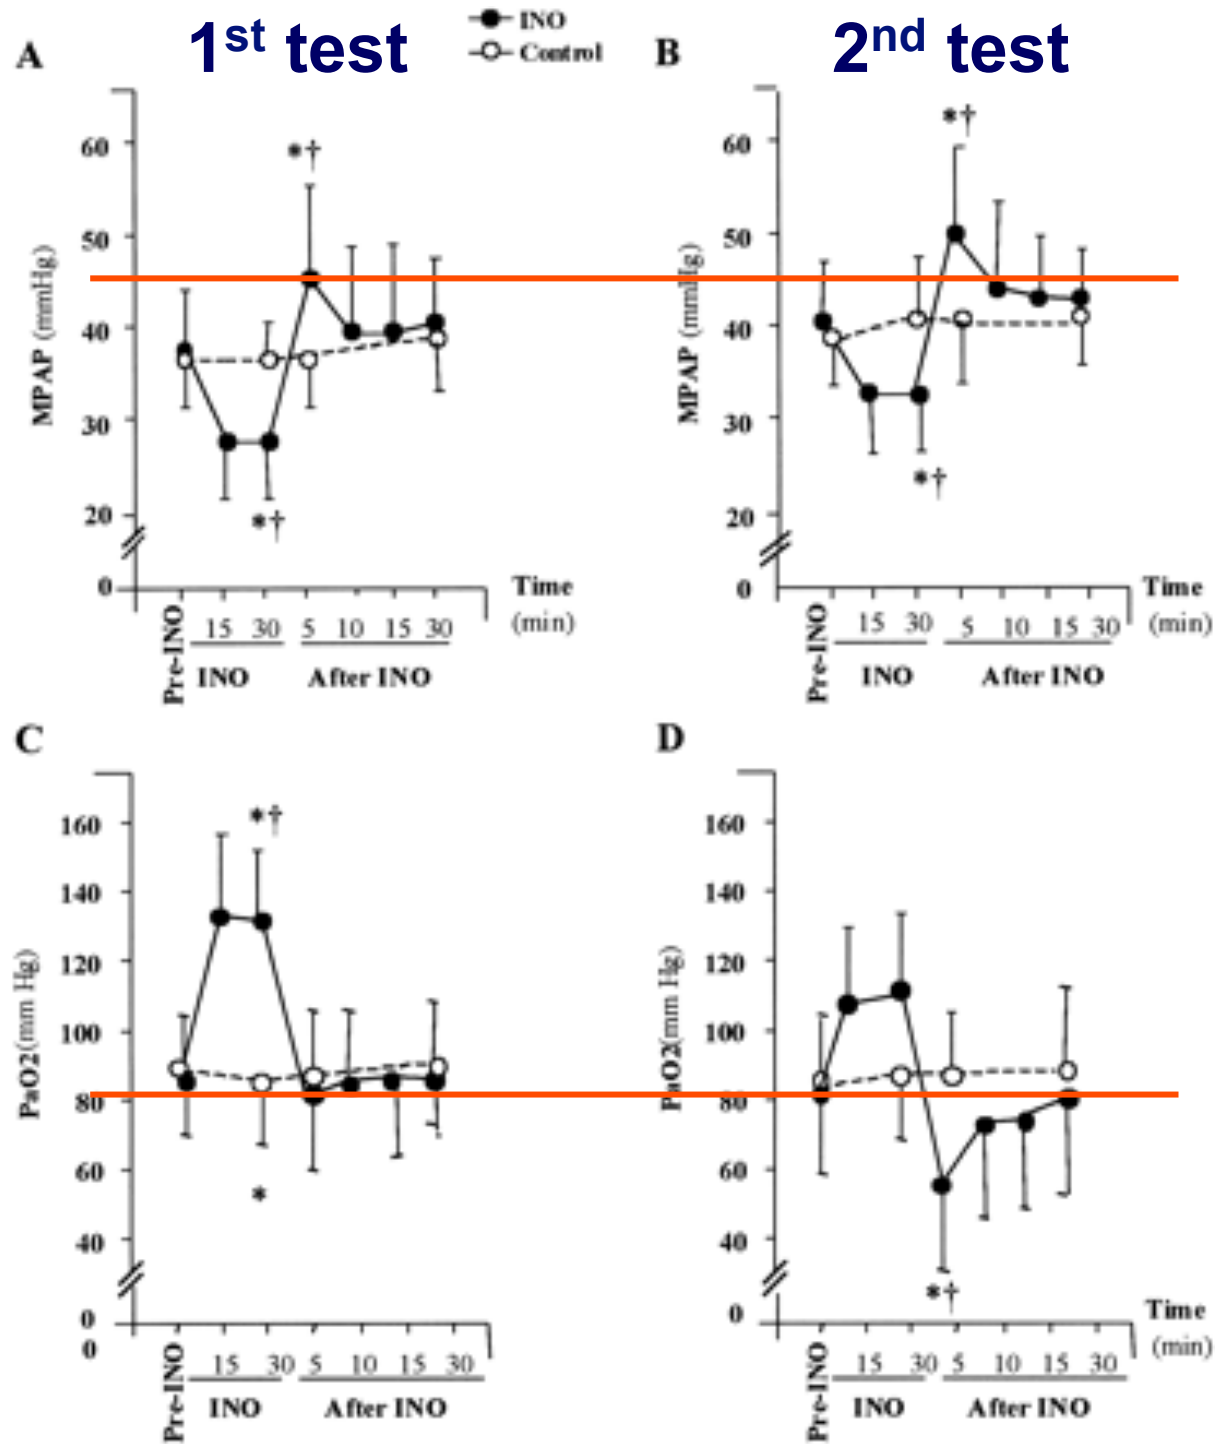 A 1st test
INO
Control
B 2nd test
*†
60
50
40
30
20
0
MPAP (mmHg)
*†
Time
(min)
Pre-INO
15 30 5 10 15 30
INO After INO
*†
60
50
40
30
20
0
MPAP (mmHg)
*†
Time
(min)
Pre-INO
15 30 5 10 15 30
INO After INO
C
*†
160
140
120
100
80
60
40
0
0
PaO2(mm Hg)
*
Pre-INO
15 30 5 10 15 30
INO After INO
D
160
140
120
100
80
60
40
0
PaO2(mm Hg)
*†
Time
(min)
Pre-INO
15 30 5 10 15 30
INO After INO